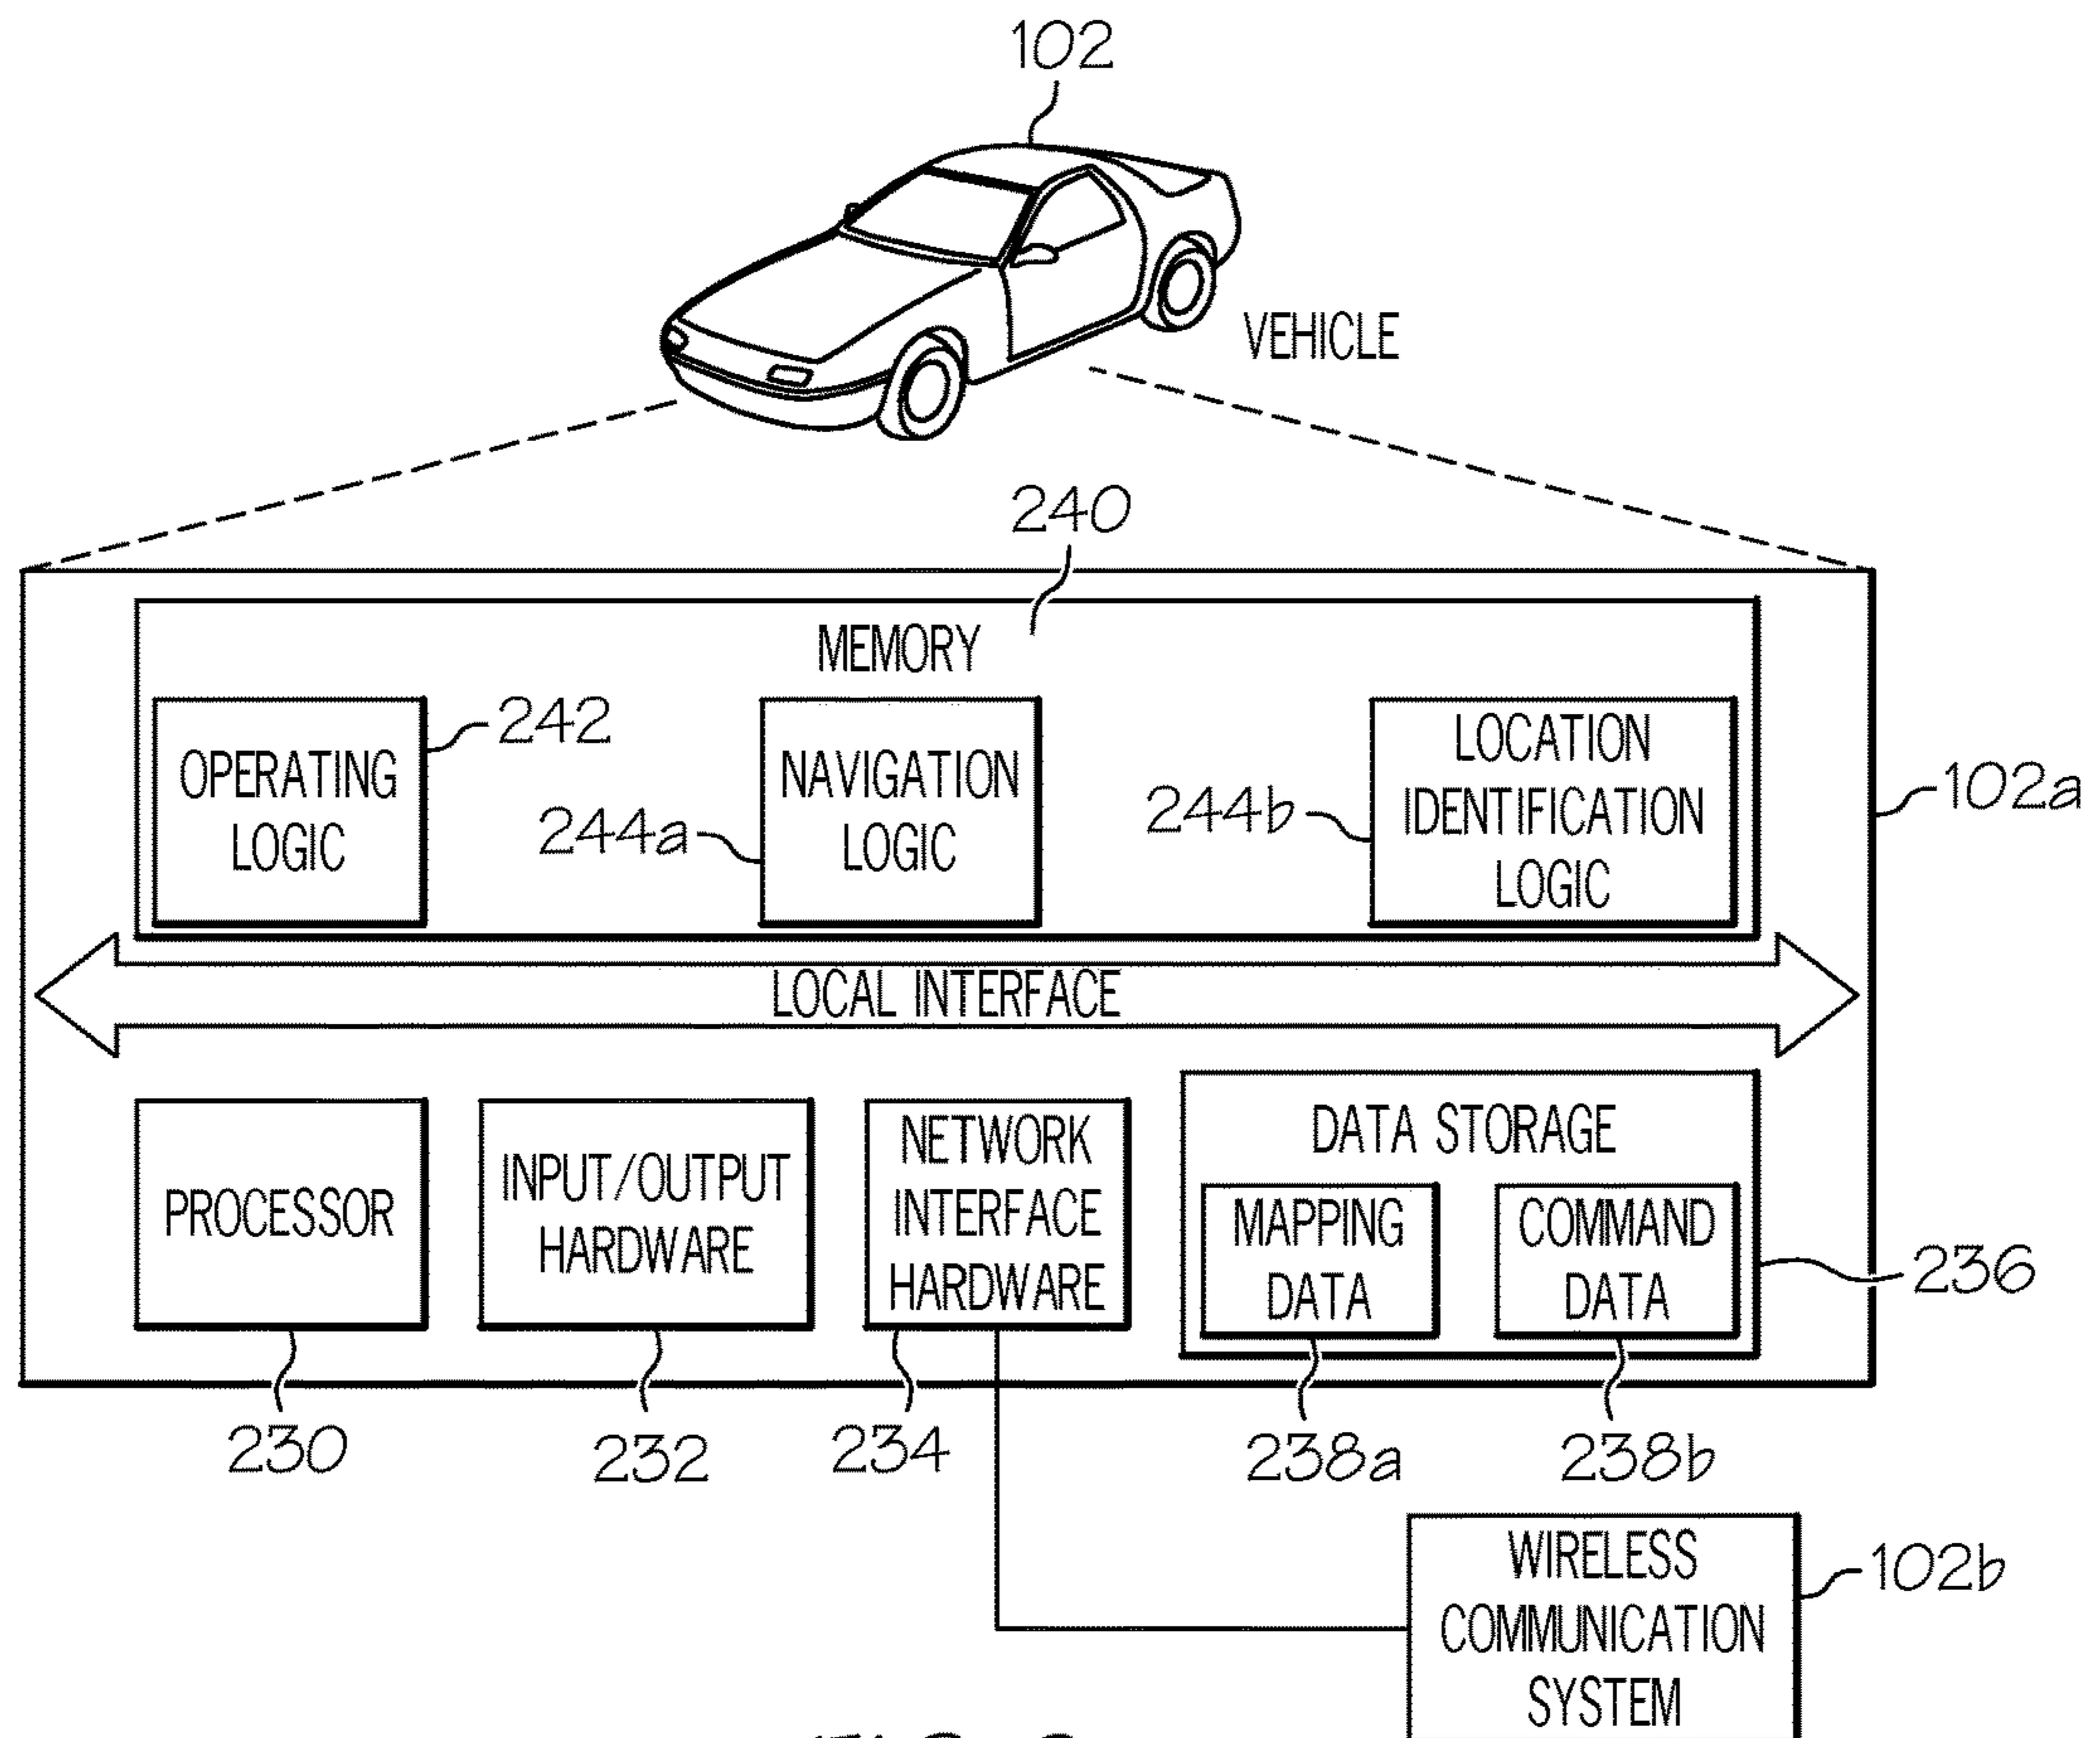 102
VEHICLE
240
MEMORY
242
OPERATING
LOGIC
244a
NAVIGATION
LOGIC
244b
LOCATION
IDENTIFICATION
LOGIC
102a
LOCAL INTERFACE
PROCESSOR
INPUT/OUTPUT
HARDWARE
NETWORK
INTERFACE
HARDWARE
DATA STORAGE
MAPPING
DATA
COMMAND
DATA
236
230
232
234
238a
238b
WIRELESS
COMMUNICATION
SYSTEM
102b